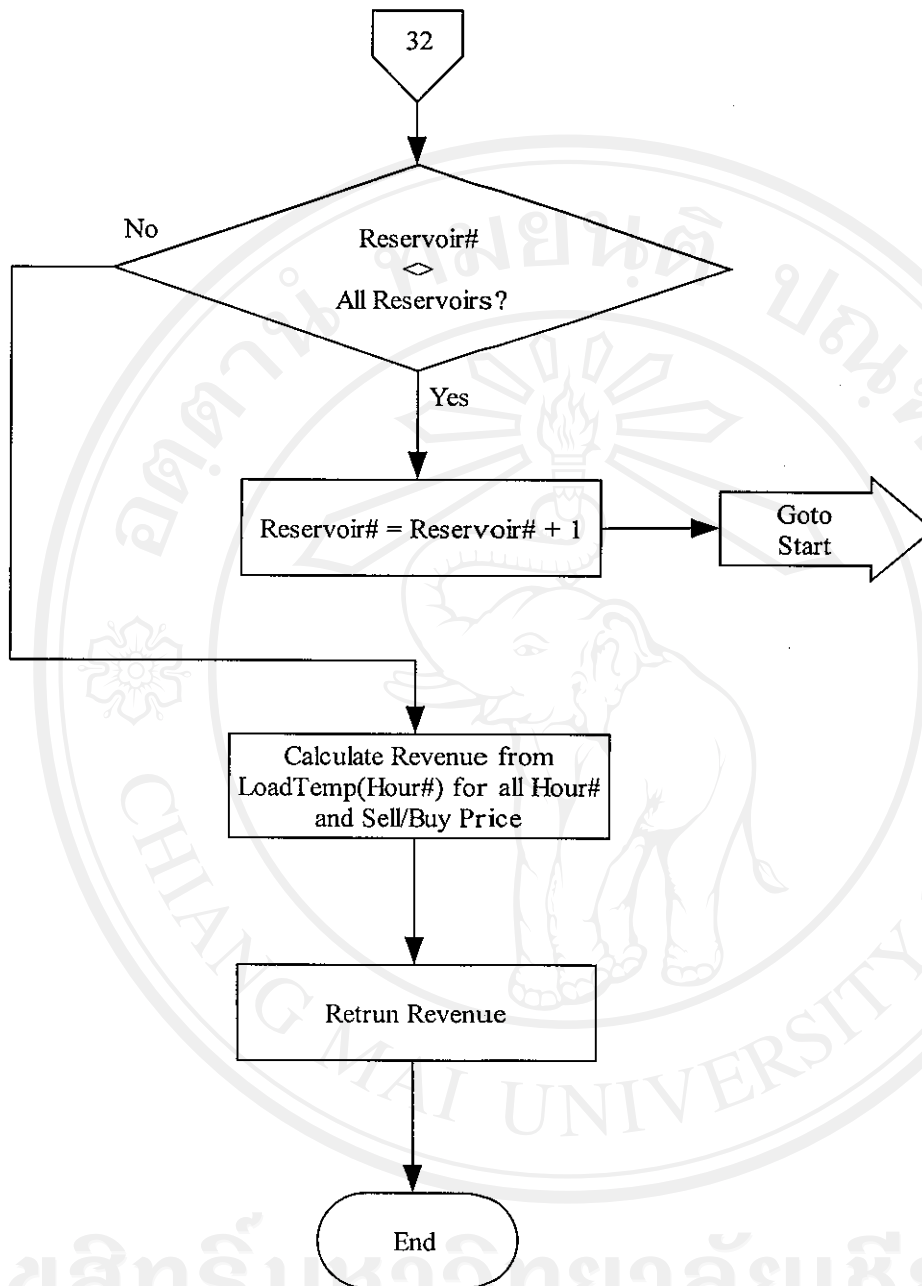 32
No
Reservoir#
<>
All Reservoirs?
Yes
Reservoir# = Reservoir# + 1
Goto
Start
Calculate Revenue from
LoadTemp(Hour#) for all Hour#
and Sell/Buy Price
Retrun Revenue
End
CHIANG MAI UNIVERSITY